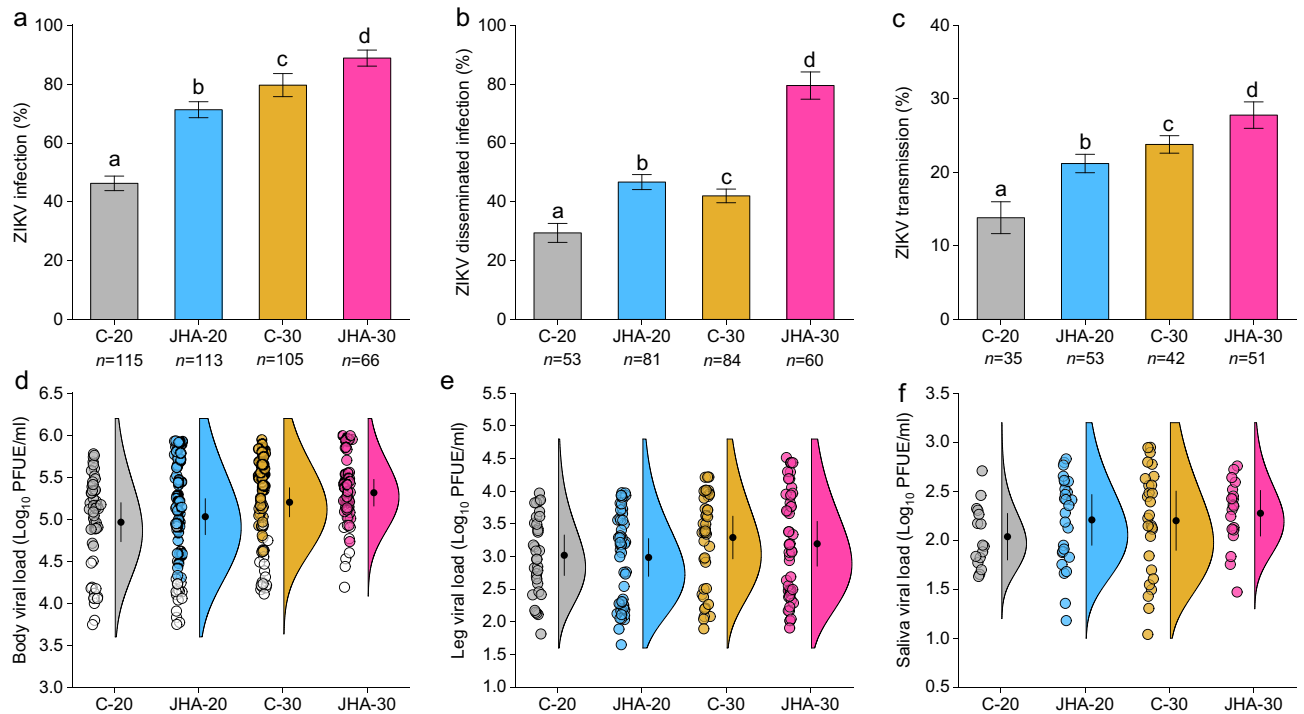 a
ZIKV infection (%)
100
80
60
40
20
0
a
b
c
d
C-20
JHA-20
C-30
JHA-30
n=115
n=113
n=105
n=66
b
ZIKV disseminated infection (%)
100
80
60
40
20
0
a
b
c
d
C-20
JHA-20
C-30
JHA-30
n=53
n=81
n=84
n=60
c
ZIKV transmission (%)
40
30
20
10
0
a
b
c
d
C-20
JHA-20
C-30
JHA-30
n=35
n=53
n=42
n=51
d
Body viral load (Log10 PFUE/ml)
6.5
6.0
5.5
5.0
4.5
4.0
3.5
3.0
C-20
JHA-20
C-30
JHA-30
e
Leg viral load (Log10 PFUE/ml)
5.5
5.0
4.5
4.0
3.5
3.0
2.5
2.0
1.5
1.0
C-20
JHA-20
C-30
JHA-30
f
Saliva viral load (Log10 PFUE/ml)
3.5
3.0
2.5
2.0
1.5
1.0
0.5
C-20
JHA-20
C-30
JHA-30